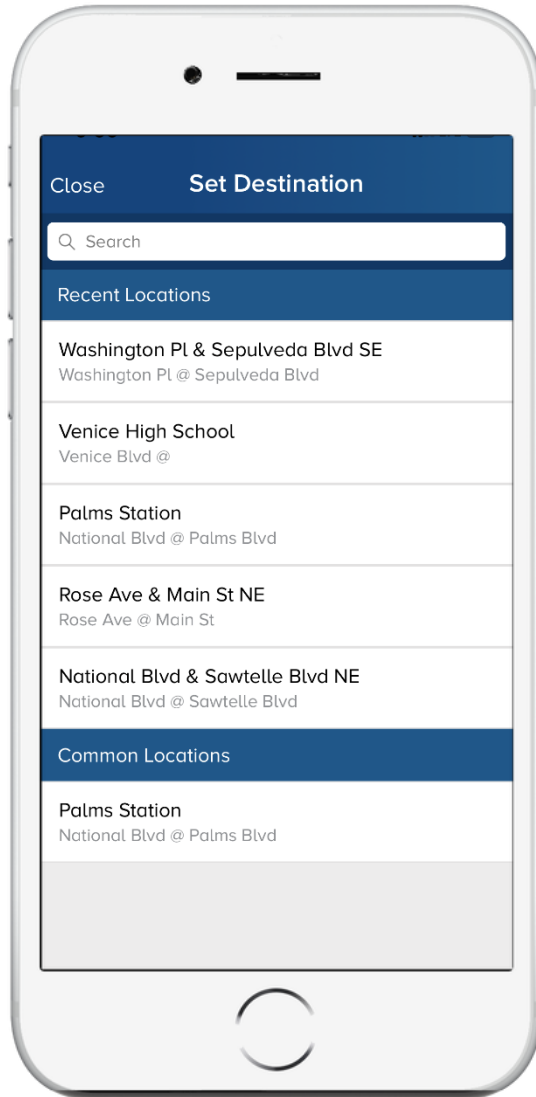 Close
Set Destination
Search
Recent Locations
Washington Pl & Sepulveda Blvd SE
Washington Pl @ Sepulveda Blvd
Venice High School
Venice Blvd @
Palms Station
National Blvd @ Palms Blvd
Rose Ave & Main St NE
Rose Ave @ Main St
National Blvd & Sawtelle Blvd NE
National Blvd @ Sawtelle Blvd
Common Locations
Palms Station
National Blvd @ Palms Blvd